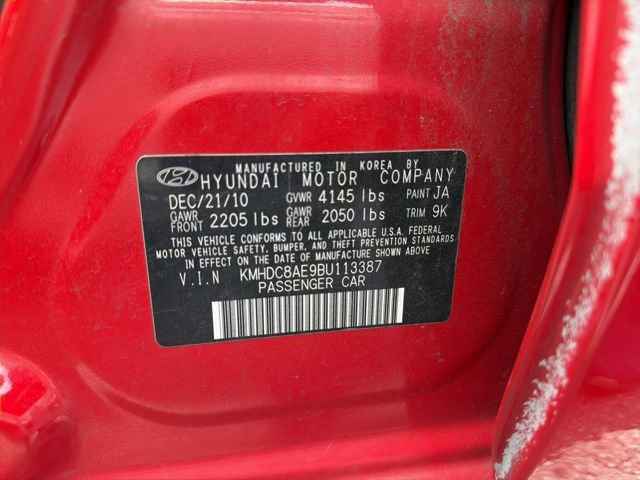 MANUFACTURED IN KOREA BY
HYUNDAI MOTOR COMPANY
DEC/21/10 GVWR 4145 lbs PAINT JA
GAWR FRONT 2205 lbs GAWR REAR 2050 lbs TRIM 9K
THIS VEHICLE CONFORMS TO ALL APPLICABLE U.S.A. FEDERAL
MOTOR VEHICLE SAFETY, BUMPER, AND THEFT PREVENTION STANDARDS
IN EFFECT ON THE DATE OF MANUFACTURE SHOWN ABOVE
V.I.N KMHDC8AE9BU113387
PASSENGER CAR